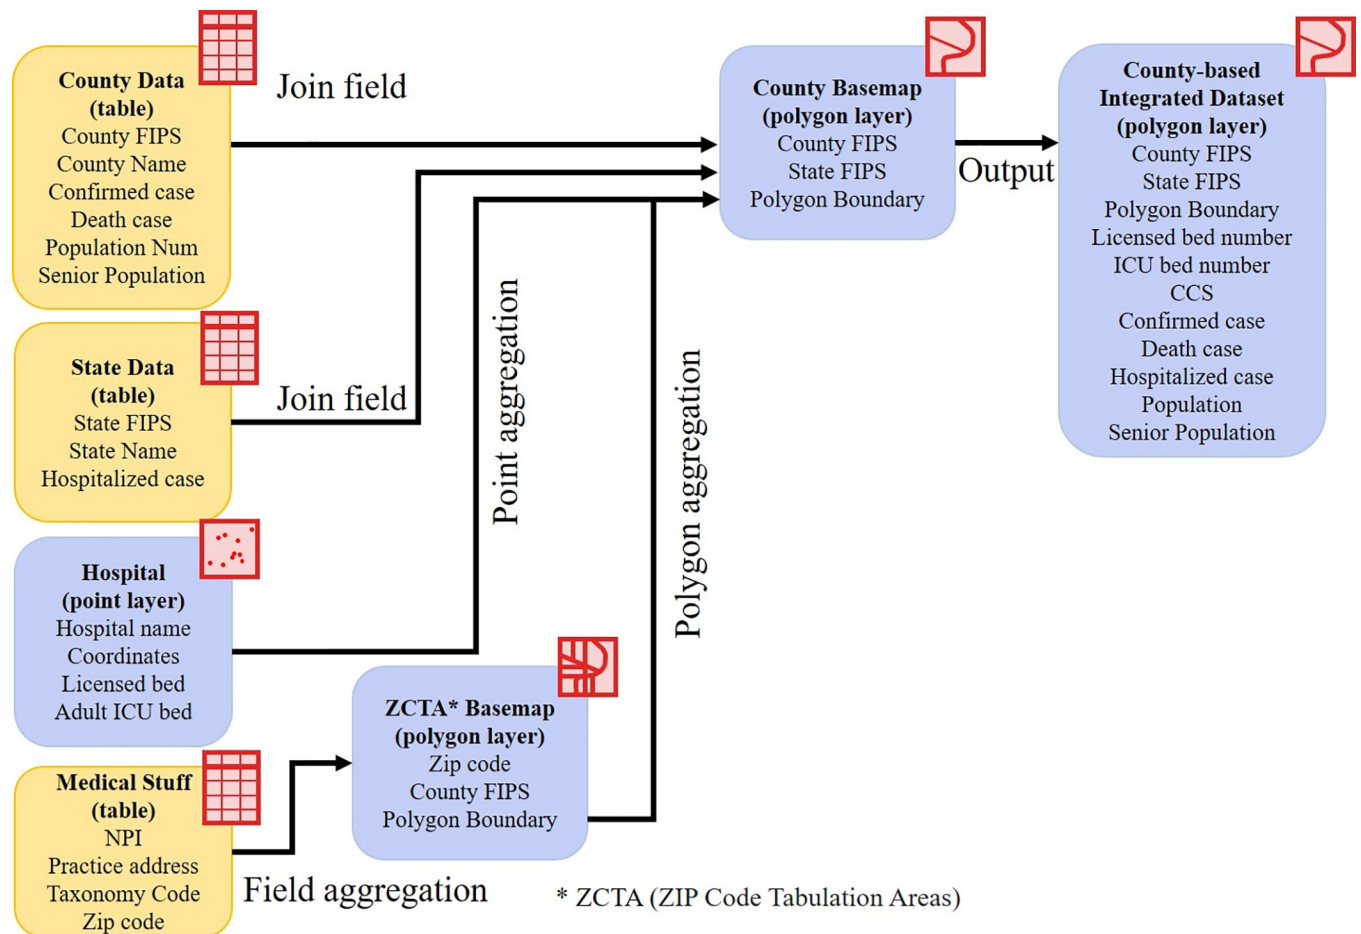 County Data
(table)
County FIPS
County Name
Confirmed case
Death case
Population Num
Senior Population
Join field
State Data
(table)
State FIPS
State Name
Hospitalized case
Join field
Hospital
(point layer)
Hospital name
Coordinates
Licensed bed
Adult ICU bed
Point aggregation
Medical Stuff
(table)
NPI
Practice address
Taxonomy Code
Zip code
Field aggregation
ZCTA* Basemap
(polygon layer)
Zip code
County FIPS
Polygon Boundary
Polygon aggregation
County Basemap
(polygon layer)
County FIPS
State FIPS
Polygon Boundary
Output
County-based
Integrated Dataset
(polygon layer)
County FIPS
State FIPS
Polygon Boundary
Licensed bed number
ICU bed number
CCS
Confirmed case
Death case
Hospitalized case
Population
Senior Population
* ZCTA (ZIP Code Tabulation Areas)